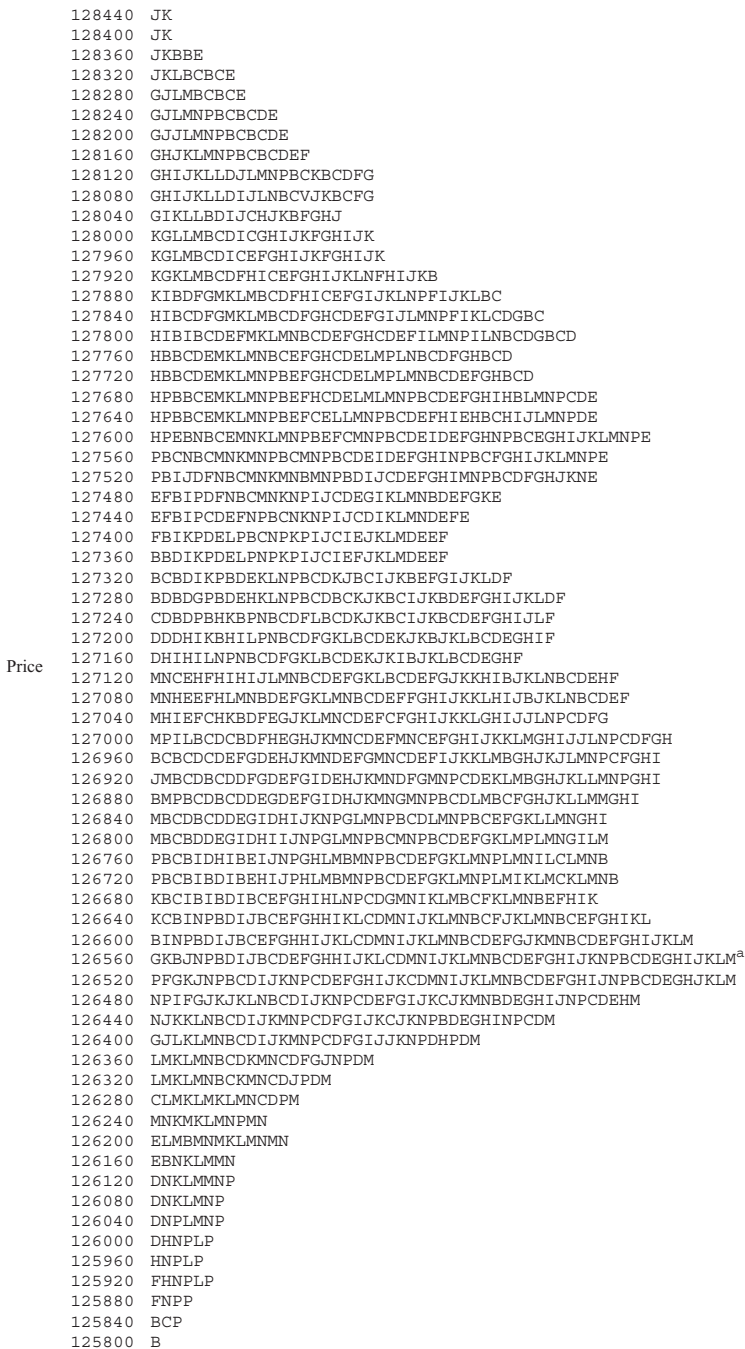 128440 JK
128400 JK
128360 JKBBE
128320 JKLBCBCE
128280 GJLMBCBCE
128240 GJLMNPBCBCDE
128200 GJJLMNPBCBCDE
128160 GHJKLMNPBCBCDEF
128120 GHIJKLLDJLMNPBCKBCDFG
128080 GHIJKLLDIJLNBCVJKBCFG
128040 GIKLLBDIJCHJKBFGHJ
128000 KGLLMBCDICGHIJKFGHIJK
127960 KGLMBCDICEFGHIJKFGHIJK
127920 KGKLMBCDFHICEFGHIJKLNFHIJKB
127880 KIBDFGMKLMBCDFHICEFGIJKLNPFIJKLBC
127840 HIBCDFGMKLMBCDFGHCDEFGIJLMNPFIKLCDGBC
127800 HIBIBCDEFMKLMNBCDEFGHCDEFILMNPILNBCDGBCD
127760 HBBCDEMKLMNBCEFGHCDELMPLNBCDFGHBCD
127720 HBBCDEMKLMNPBEFGHCDELMPLMNBCDEFGHBCD
127680 HPBBCEMKLMNPBEFHCDELMLMNPBCDEFGHIHBLMNPCDE
127640 HPBBCEMKLMNPBEFCELLMNPBCDEFHIEHBCHIJLMNPDE
127600 HPEBNBCEMNKLMNPBEFCMNPBCDEIDEFGHNPBCEGHIJKLMNPE
127560 PBCNBCMNKMNPBCMNPBCDEIDEFGHINPBCFGHIJKLMNPE
127520 PBIJDFNBCMNKMNBMNPBDIJCDEFGHIMNPBCDFGHJKNE
127480 EFBIPDFNBCMNKNPIJCDEGIKLMNBDEFGKE
127440 EFBIPCDEFNPBCNKNPIJCDIKLMNDEFE
127400 FBIKPDELPBCNPKPIJCIEJKLMDEEF
127360 BBDIKPDELPNPKPIJCIEFJKLMDEEF
127320 BCBDIKPBDEKLNPBCDKJBCIJKBEFGIJKLDF
127280 BDBDGPBDEHKLNPBCDBCKJKBCIJKBDEFGHIJKLDF
127240 CDBDPBHKBPNBCDFLBCDKJKBCIJKBCDEFGHIJLF
127200 DDDHIKBHILPNBCDFGKLBCDEKJKBJKLBCDEGHIF
127160 DHIHILNPNBCDFGKLBCDEKJKIBJKLBCDEGHF
127120 MNCEHFHIHIJLMNBCDEFGKLBCDEFGJKKHIBJKLNBCDEHF
127080 MNHEEFHLMNBDEFGKLMNBCDEFFGHIJKKLHIJBJKLNBCDEF
127040 MHIEFCHKBDFEGJKLMNCDEFCFGHIJKKLGHIJJLNPCDFG
127000 MPILBCDCBDFHEGHJKMNCDEFMNCEFGHIJKKLMGHIJJLNPCDFGH
126960 BCBCDCDEFGDEHJKMNDEFGMNCDEFIJKKLMBGHJKJLMNPCFGHI
126920 JMBCDBCDDFGDEFGIDEHJKMNDFGMNPCDEKLMBGHJKLLMNPGHI
126880 BMPBCDBCDDEGDEFGIDHJKMNGMNPBCDLMBCFGHJKLLMMGHI
126840 MBCDBCDDEGIDHIJKNPGLMNPBCDLMNPBCEFGKLLMNGHI
126800 MBCBDDEGIDHIIJNPGLMNPBCMNPBCDEFGKLMPLMNGILM
126760 PBCBIDHIBEIJNPGHLMBMNPBCDEFGKLMNPLMNILCLMNB
126720 PBCBIBDIBEHIJPHLMBMNPBCDEFGKLMNPLMIKLMCKLMNB
126680 KBCIBIBDIBCEFGHIHLNPCDGMNIKLMBCFKLMNBEFHIK
126640 KCBINPBDIJBCEFGHHIKLCDMNIJKLMNBCFJKLMNBCEFGHIKL
126600 BINPBDIJBCEFGHHIJKLCDMNIJKLMNBCDEFGJKMNBCDEFGHIJKLM
126560 GKBJNPBDIJBCDEFGHHIJKLCDMNIJKLMNBCDEFGHIJKNPBCDEGHIJKLMa
126520 PFGKJNPBCDIJKNPCDEFGHIJKCDMNIJKLMNBCDEFGHIJNPBCDEGHJKLM
126480 NPIFGJKJKLNBCDIJKNPCDEFGIJKCJKMNBDEGHIJNPCDEHM
126440 NJKKLNBCDIJKMNPCDFGIJKCJKNPBDEGHINPCDM
126400 GJLKLMNBCDIJKMNPCDFGIJJKNPDHPDM
126360 LMKLMNBCDKMNCDFGJNPDM
126320 LMKLMNBCKMNCDJPDM
126280 CLMKLMKLMNCDPM
126240 MNKMKLMNPMN
126200 ELMBMNMKLMNMN
126160 EBNKLMMN
126120 DNKLMMNP
126080 DNKLMNP
126040 DNPLMNP
126000 DHNPLP
125960 HNPLP
125920 FHNPLP
125880 FNPP
125840 BCP
125800 B
Price